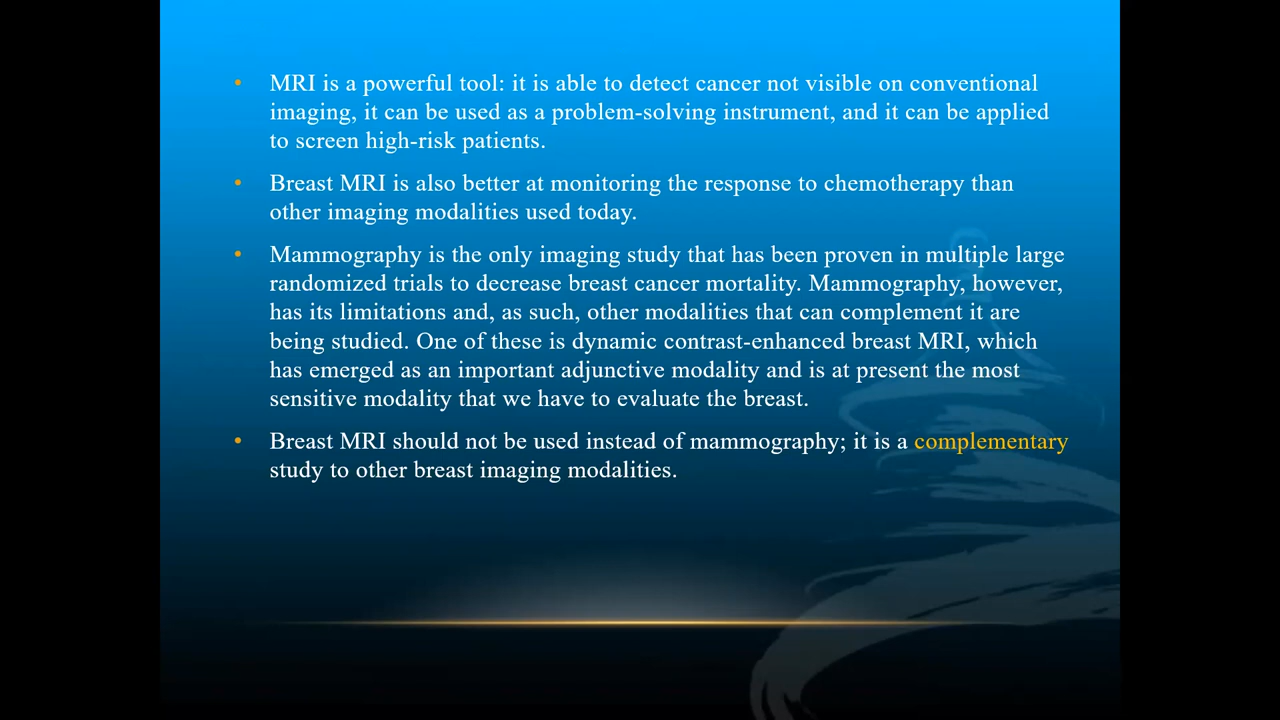 • MRI is a powerful tool: it is able to detect cancer not visible on conventional
imaging, it can be used as a problem-solving instrument, and it can be applied
to screen high-risk patients.
• Breast MRI is also better at monitoring the response to chemotherapy than
other imaging modalities used today.
• Mammography is the only imaging study that has been proven in multiple large
randomized trials to decrease breast cancer mortality. Mammography, however,
has its limitations and, as such, other modalities that can complement it are
being studied. One of these is dynamic contrast-enhanced breast MRI, which
has emerged as an important adjunctive modality and is at present the most
sensitive modality that we have to evaluate the breast.
• Breast MRI should not be used instead of mammography; it is a complementary
study to other breast imaging modalities.